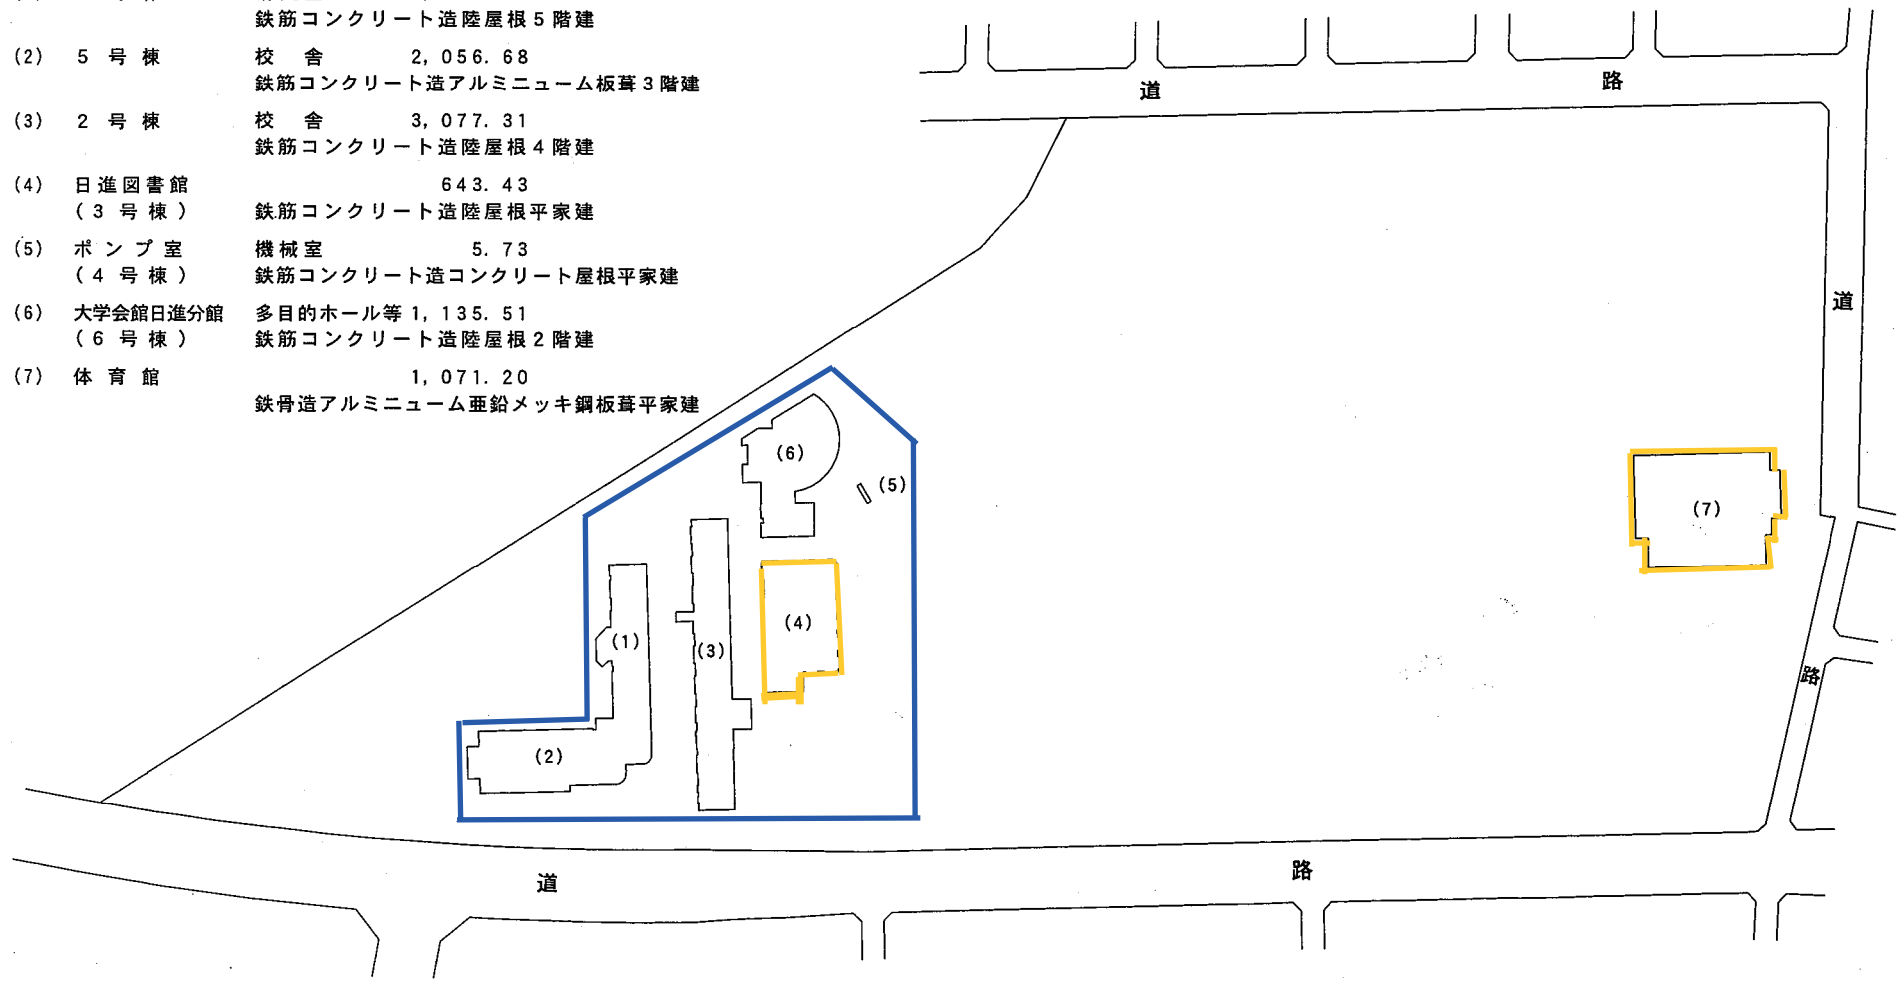 鉄筋コンクリート造陸屋根5階建
(2) 5号棟 校舎 2,056.68
鉄筋コンクリート造アルミニューム板葺3階建
(3) 2号棟 校舎 3,077.31
鉄筋コンクリート造陸屋根4階建
(4) 日進図書館 643.43
(3号棟) 鉄筋コンクリート造陸屋根平家建
(5) ポンプ室 機械室 5.73
(4号棟) 鉄筋コンクリート造コンクリート屋根平家建
(6) 大学会館日進分館 多目的ホール等 1,135.51
(6号棟) 鉄筋コンクリート造陸屋根2階建
(7) 体育館 1,071.20
鉄骨造アルミニューム亜鉛メッキ鋼板葺平家建
道 路
道
(6)
(5)
(7)
(4)
(1)
(3)
路
(2)
道 路